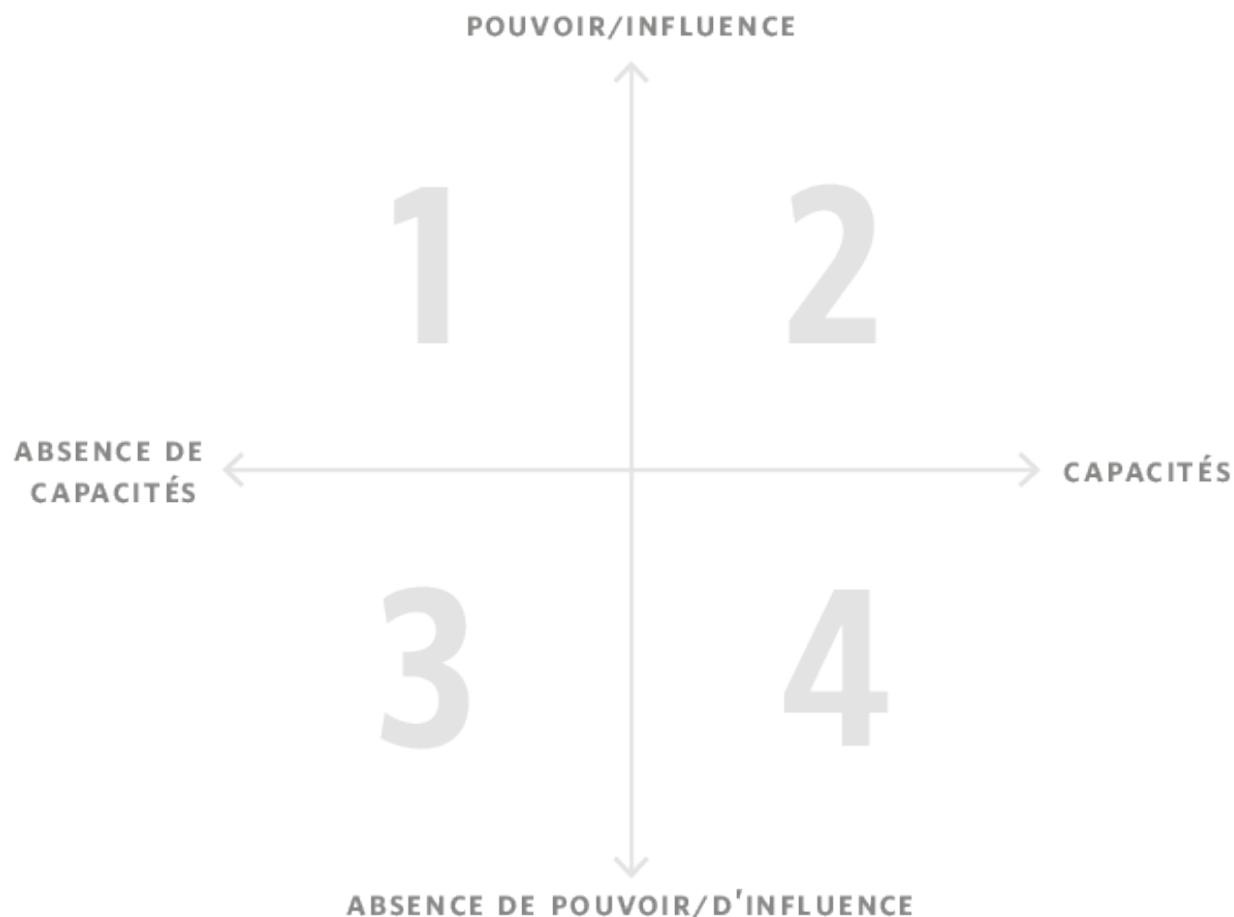 POUVOIR/INFLUENCE
1
2
ABSENCE DE
CAPACITÉS
CAPACITÉS
3
4
ABSENCE DE POUVOIR/D'INFLUENCE